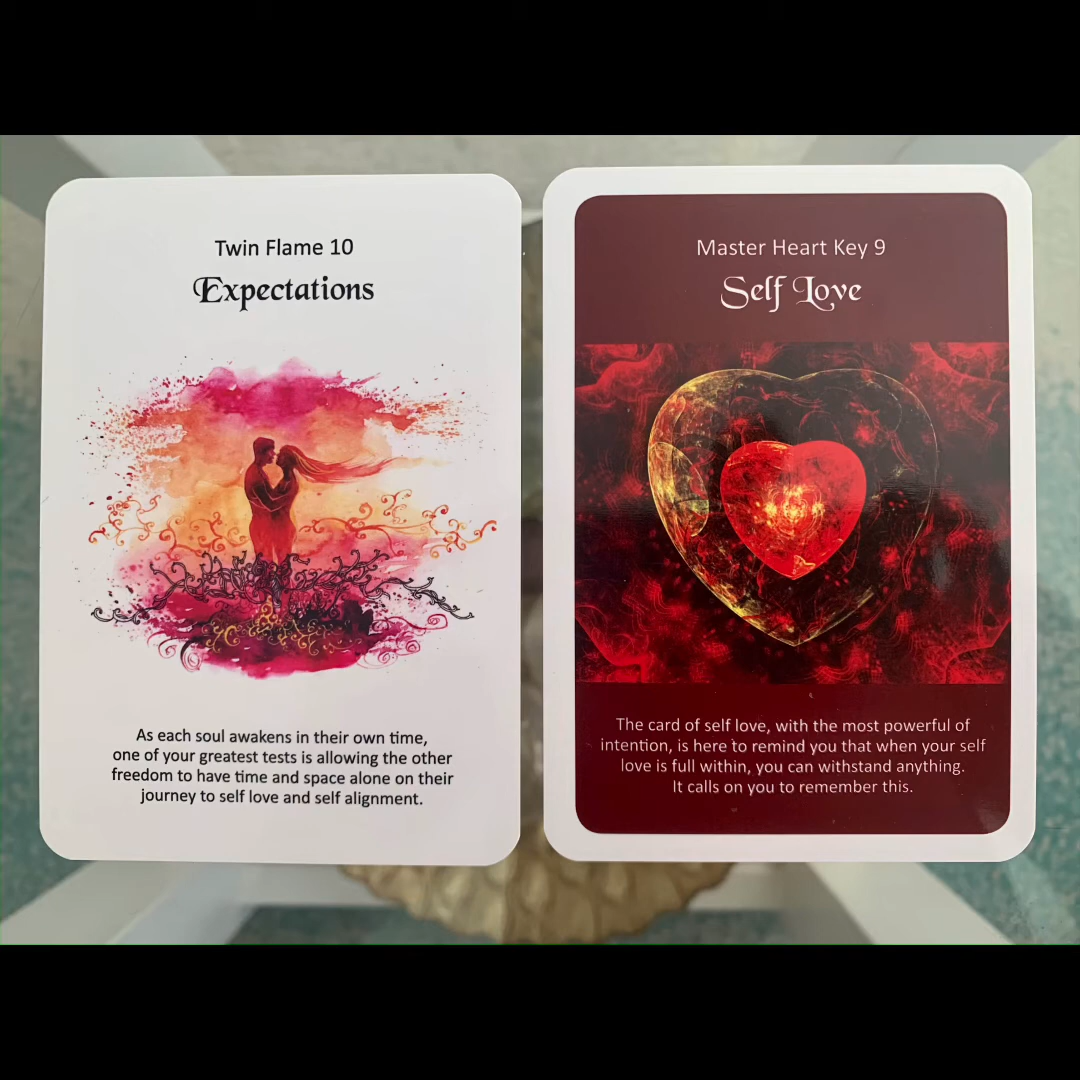 Twin Flame 10
Expectations
As each soul awakens in their own time,
one of your greatest tests is allowing the other
freedom to have time and space alone on their
journey to self love and self alignment.
Master Heart Key 9
Self Love
The card of self love, with the most powerful of
intention, is here to remind you that when your self
love is full within, you can withstand anything.
It calls on you to remember this.